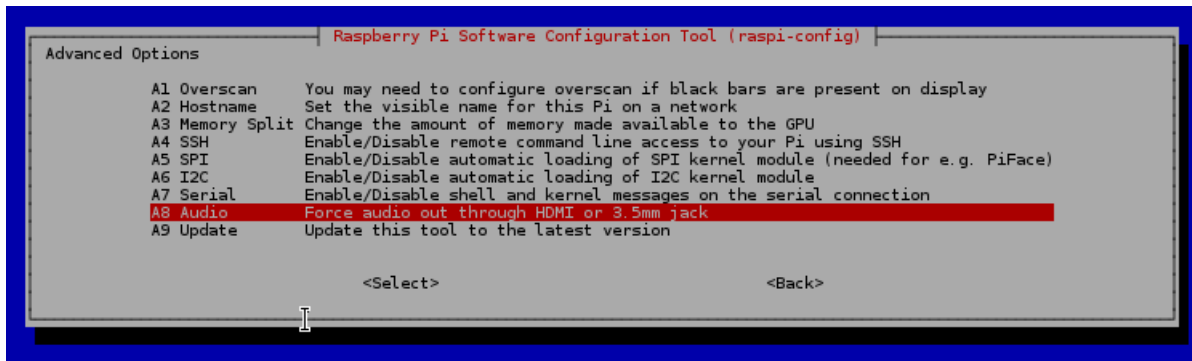 Raspberry Pi Software Configuration Tool (raspi-config)
Advanced Options
A1 Overscan You may need to configure overscan if black bars are present on display
A2 Hostname Set the visible name for this Pi on a network
A3 Memory Split Change the amount of memory made available to the GPU
A4 SSH Enable/Disable remote command line access to your Pi using SSH
A5 SPI Enable/Disable automatic loading of SPI kernel module (needed for e.g. PiFace)
A6 I2C Enable/Disable automatic loading of I2C kernel module
A7 Serial Enable/Disable shell and kernel messages on the serial connection
A8 Audio Force audio out through HDMI or 3.5mm jack
A9 Update Update this tool to the latest version
<Select> <Back>